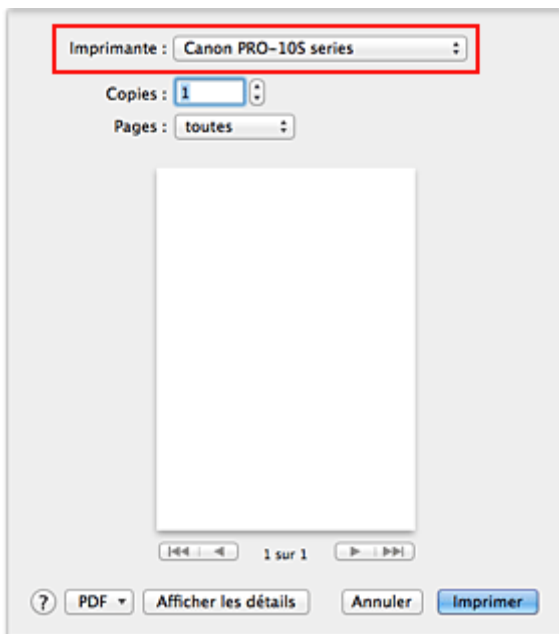 Imprimante : Canon PRO-10S series
Copies : 1
Pages : toutes
1 sur 1
? PDF Afficher les détails Annuler Imprimer